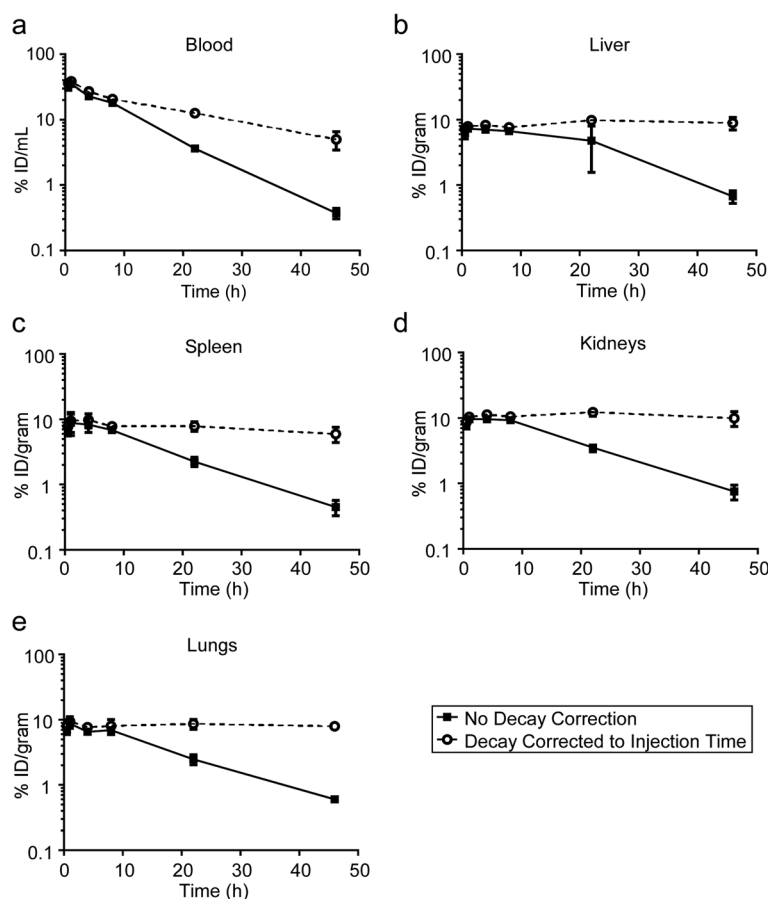 a
Blood
100
10
1
0.1
% ID/mL
0 10 20 30 40 50
Time (h)
b
Liver
100
10
1
0.1
% ID/gram
0 10 20 30 40 50
Time (h)
c
Spleen
100
10
1
0.1
% ID/gram
0 10 20 30 40 50
Time (h)
d
Kidneys
100
10
1
0.1
% ID/gram
0 10 20 30 40 50
Time (h)
e
Lungs
100
10
1
0.1
% ID/gram
0 10 20 30 40 50
Time (h)
No Decay Correction
Decay Corrected to Injection Time